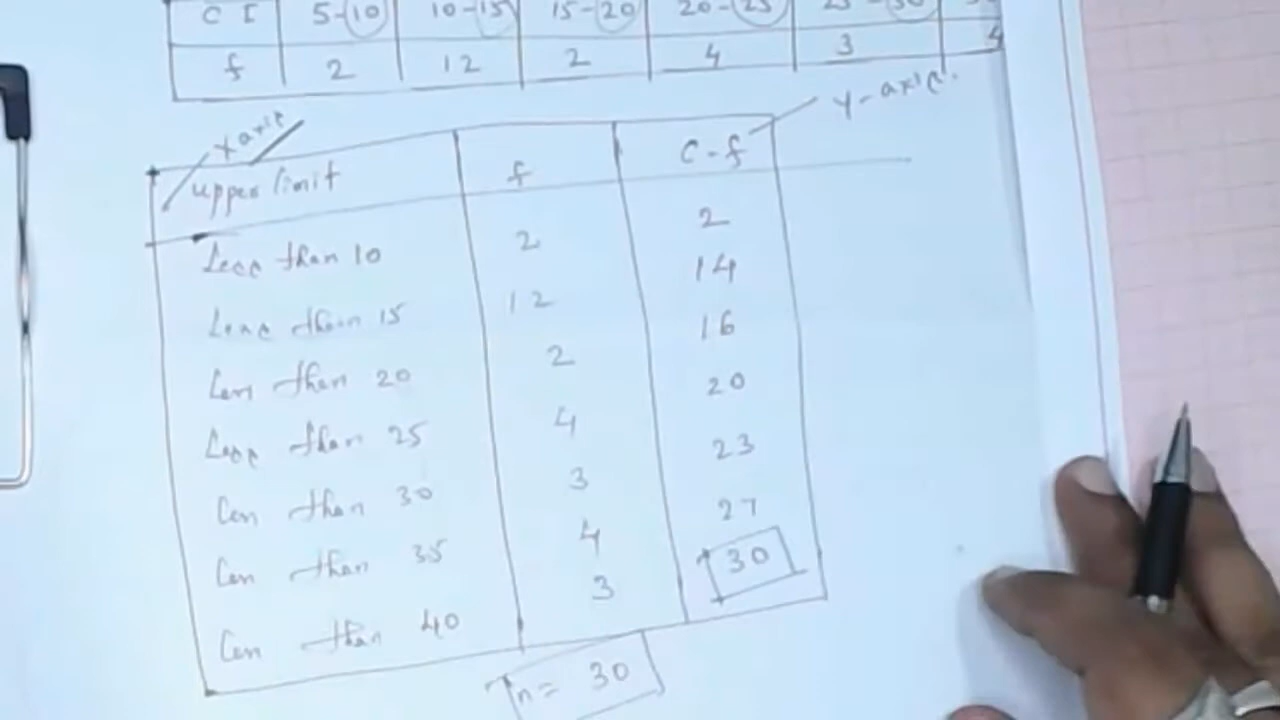 C I 5-10 10-15 15-20 20-25 25-30
f 2 12 2 4 3 4
x axis
y-axis
upper limit f c-f
Less than 10 2 2
Less than 15 12 14
Less than 20 2 16
Less than 25 4 20
Less than 30 3 23
Less than 35 4 27
Less than 40 3 30
n= 30